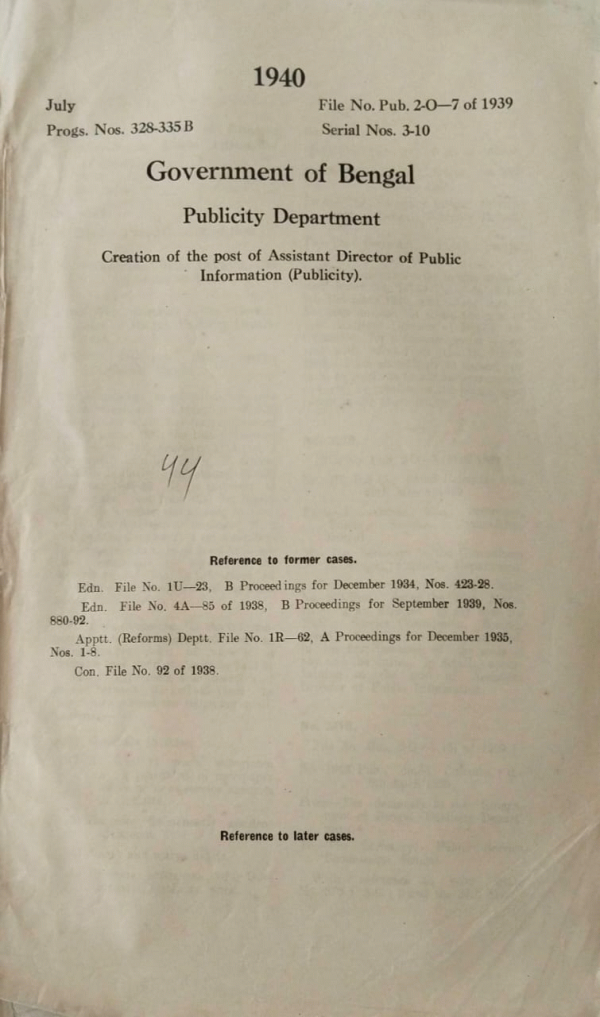 1940
July File No. Pub. 2-O—7 of 1939
Progs. Nos. 328-335 B Serial Nos. 3-10
Government of Bengal
Publicity Department
Creation of the post of Assistant Director of Public
Information (Publicity).
44
Reference to former cases.
Edn. File No. 1U—23, B Proceedings for December 1934, Nos. 423-28.
Edn. File No. 4A—85 of 1938, B Proceedings for September 1939, Nos.
880-92.
Apptt. (Reforms) Deptt. File No. 1R—62, A Proceedings for December 1935,
Nos. 1-8.
Con. File No. 92 of 1938.
Reference to later cases.